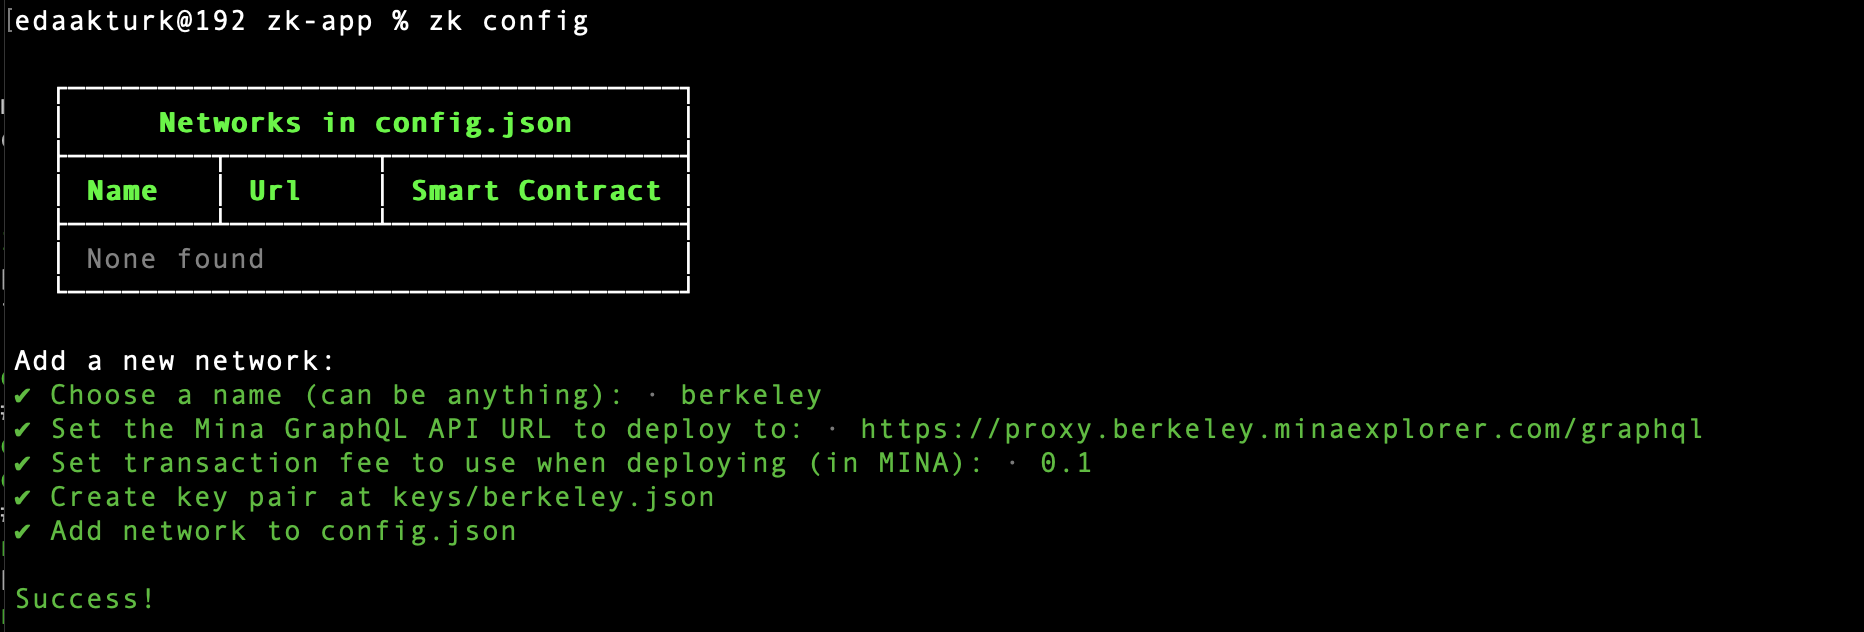 edaakturk@192 zk-app % zk config
Networks in config.json
Name Url Smart Contract
None found
Add a new network:
✔ Choose a name (can be anything): · berkeley
✔ Set the Mina GraphQL API URL to deploy to: · https://proxy.berkeley.minaexplorer.com/graphql
✔ Set transaction fee to use when deploying (in MINA): · 0.1
✔ Create key pair at keys/berkeley.json
✔ Add network to config.json
Success!